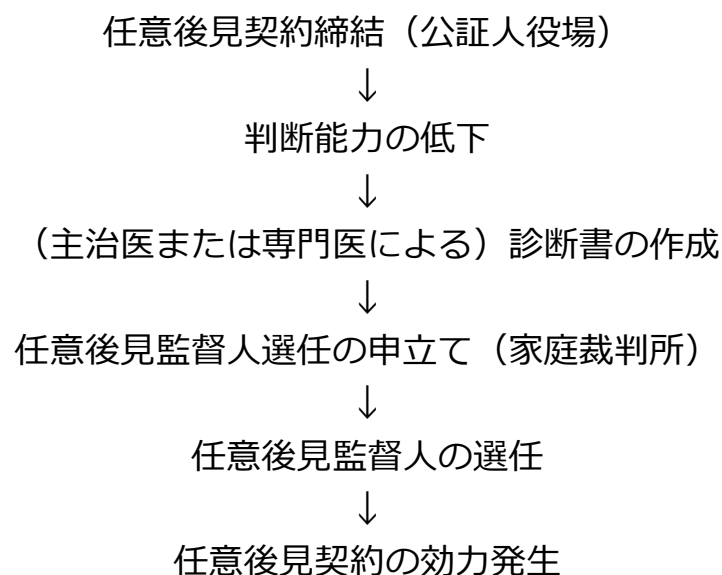 任意後見契約締結（公証人役場）
↓
判断能力の低下
↓
（主治医または専門医による）診断書の作成
↓
任意後見監督人選任の申立て（家庭裁判所）
↓
任意後見監督人の選任
↓
任意後見契約の効力発生